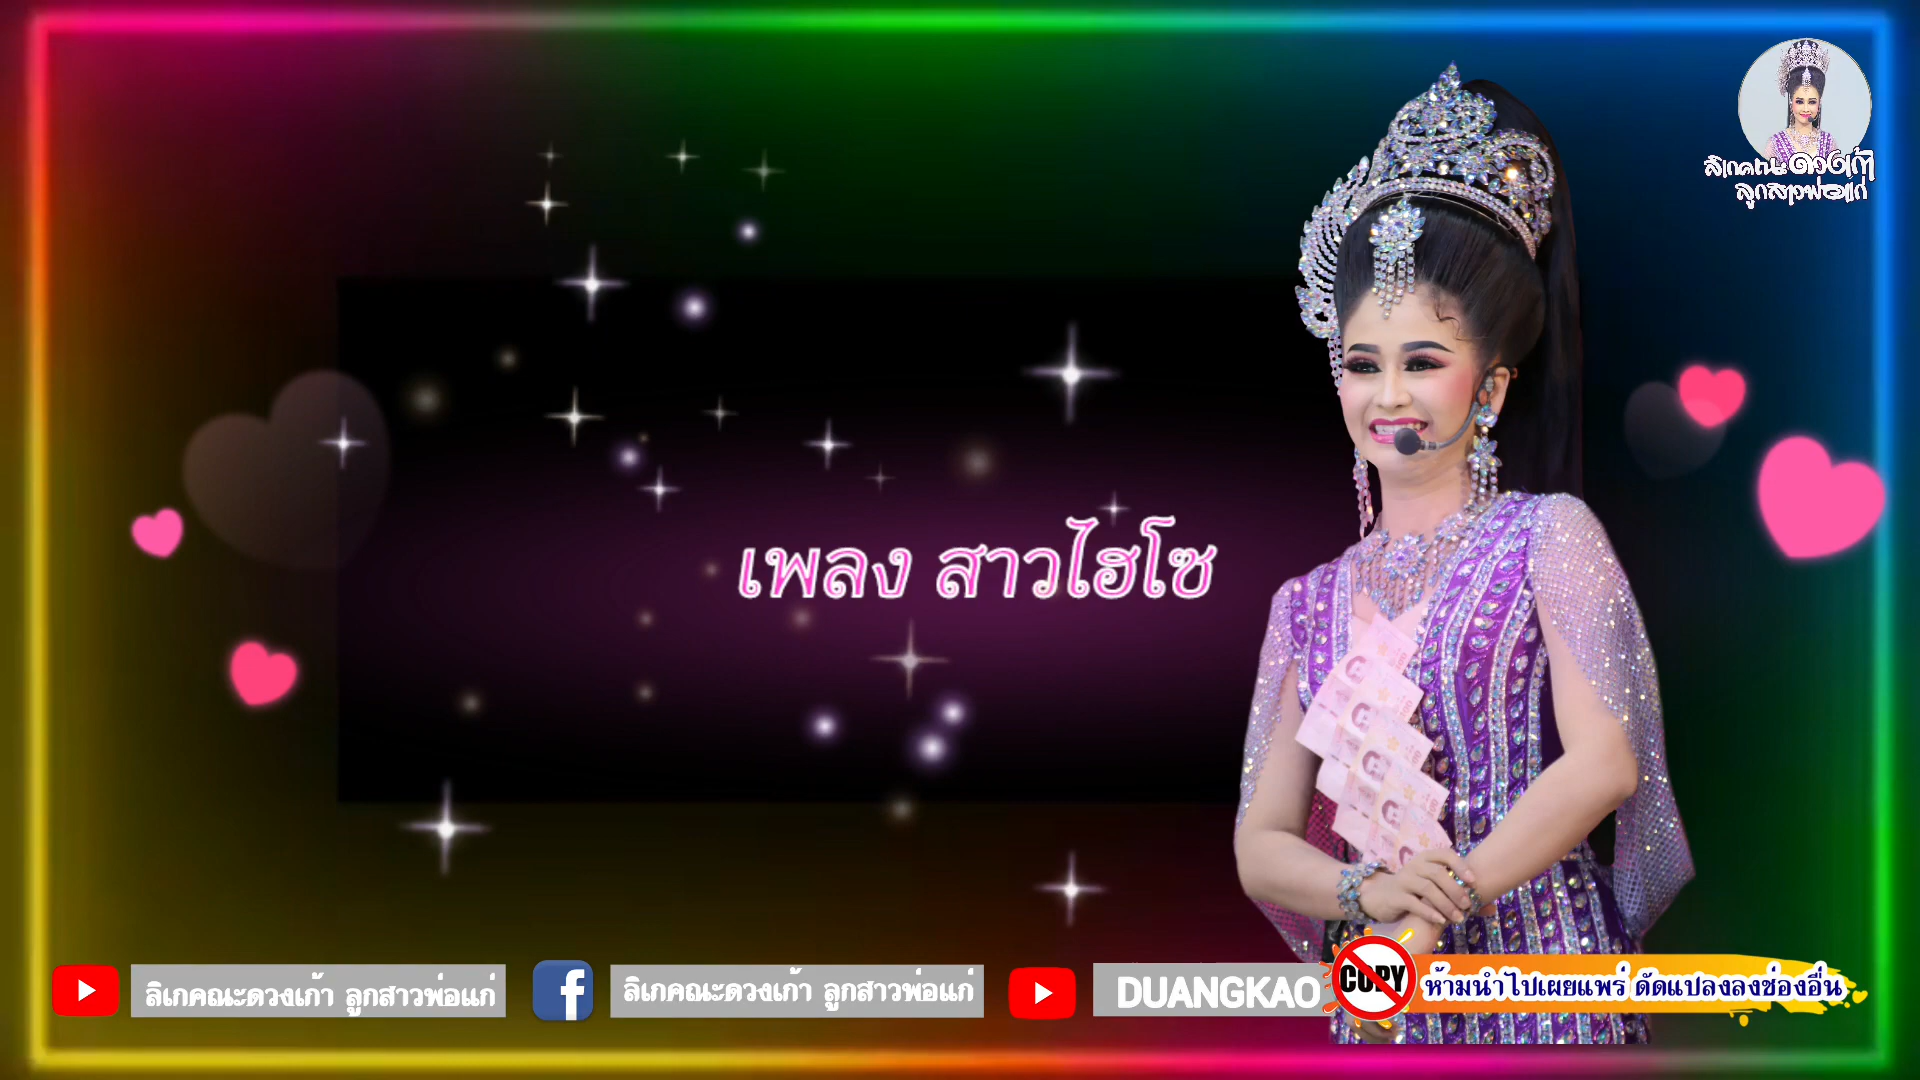 ลิเกคณะดวงเก้า
ลูกสาวพ่อแก่
เพลง สาวไฮโซ
ลิเกคณะดวงเก้า ลูกสาวพ่อแก่
ลิเกคณะดวงเก้า ลูกสาวพ่อแก่
DUANGKAO
COPY
ห้ามนำไปเผยแพร่ ดัดแปลงลงช่องอื่น